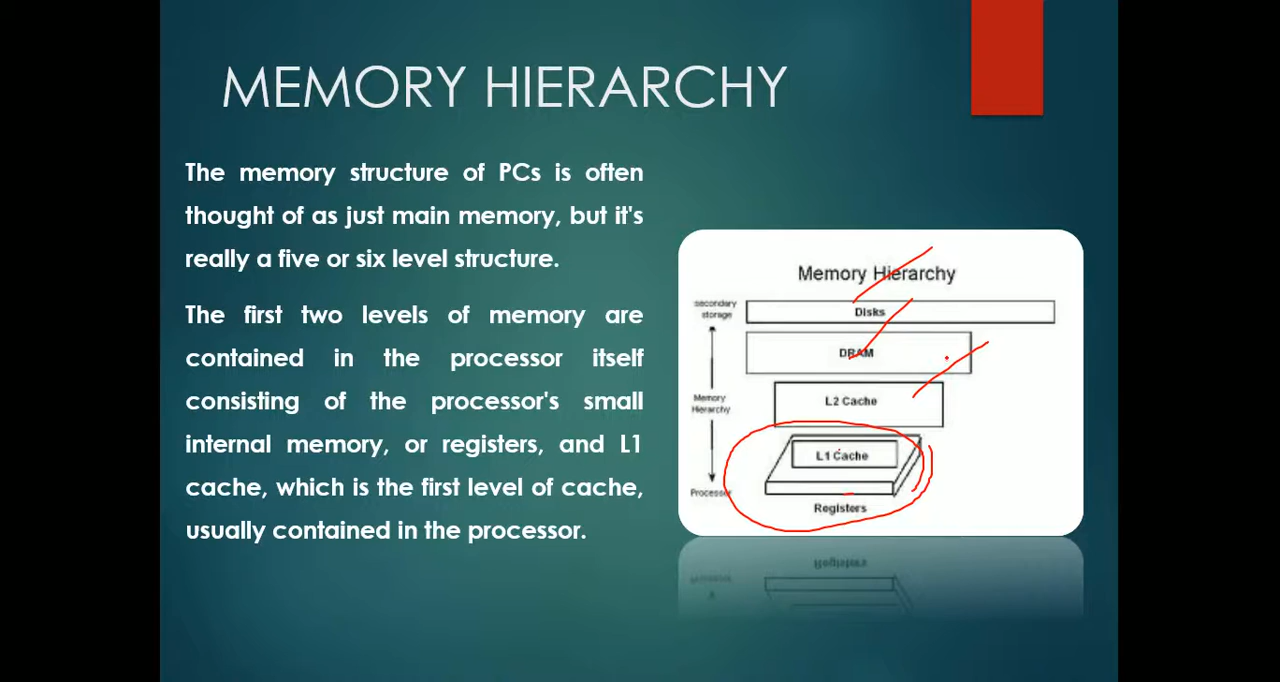 MEMORY HIERARCHY
The memory structure of PCs is often
thought of as just main memory, but it's
really a five or six level structure.
The first two levels of memory are
contained in the processor itself
consisting of the processor's small
internal memory, or registers, and L1
cache, which is the first level of cache,
usually contained in the processor.
Memory Hierarchy
secondary
storage
Disks
DRAM
Memory
Hierarchy
L2 Cache
L1 Cache
Processor
Registers